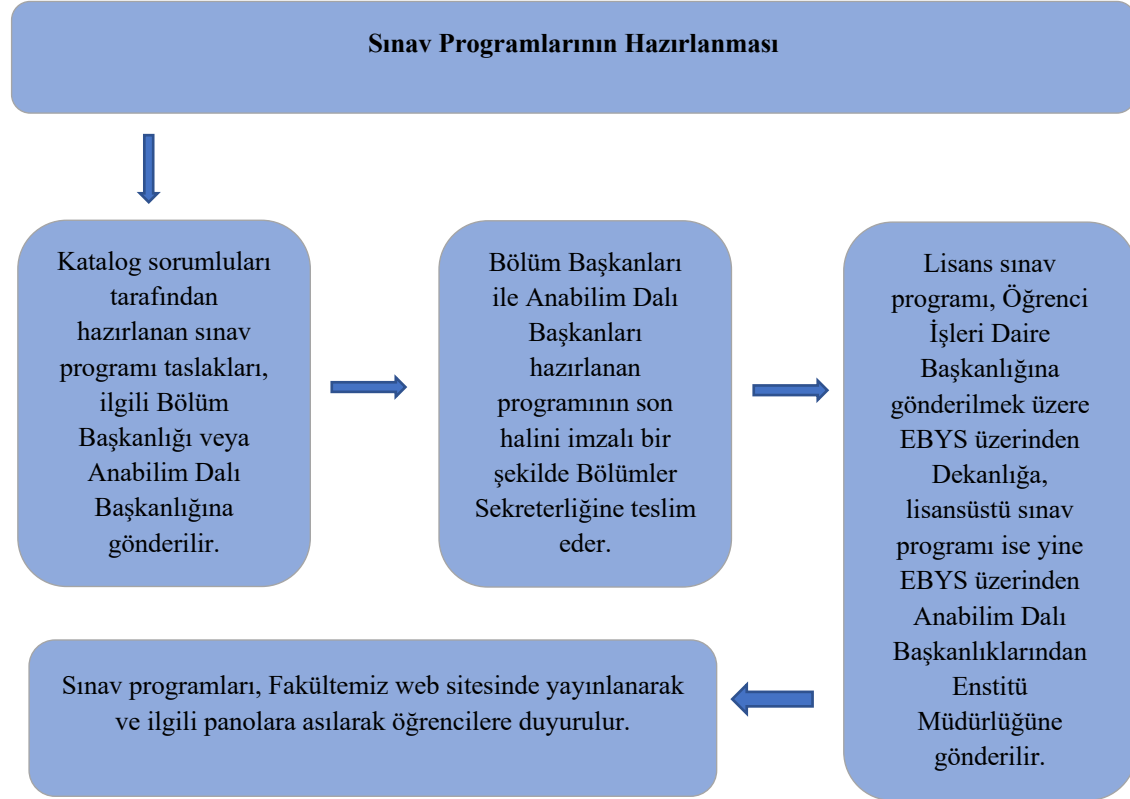 Sınav Programlarının Hazırlanması
Katalog sorumluları
tarafından
hazırlanan sınav
programı taslakları,
ilgili Bölüm
Başkanlığı veya
Anabilim Dalı
Başkanlığına
gönderilir.
Bölüm Başkanları
ile Anabilim Dalı
Başkanları
hazırlanan
programının son
halini imzalı bir
şekilde Bölümler
Sekreterliğine teslim
eder.
Lisans sınav
programı, Öğrenci
İşleri Daire
Başkanlığına
gönderilmek üzere
EBYS üzerinden
Dekanlığa,
lisansüstü sınav
programı ise yine
EBYS üzerinden
Anabilim Dalı
Başkanlıklarından
Enstitü
Müdürlüğüne
gönderilir.
Sınav programları, Fakültemiz web sitesinde yayınlanarak
ve ilgili panolara asılarak öğrencilere duyurulur.